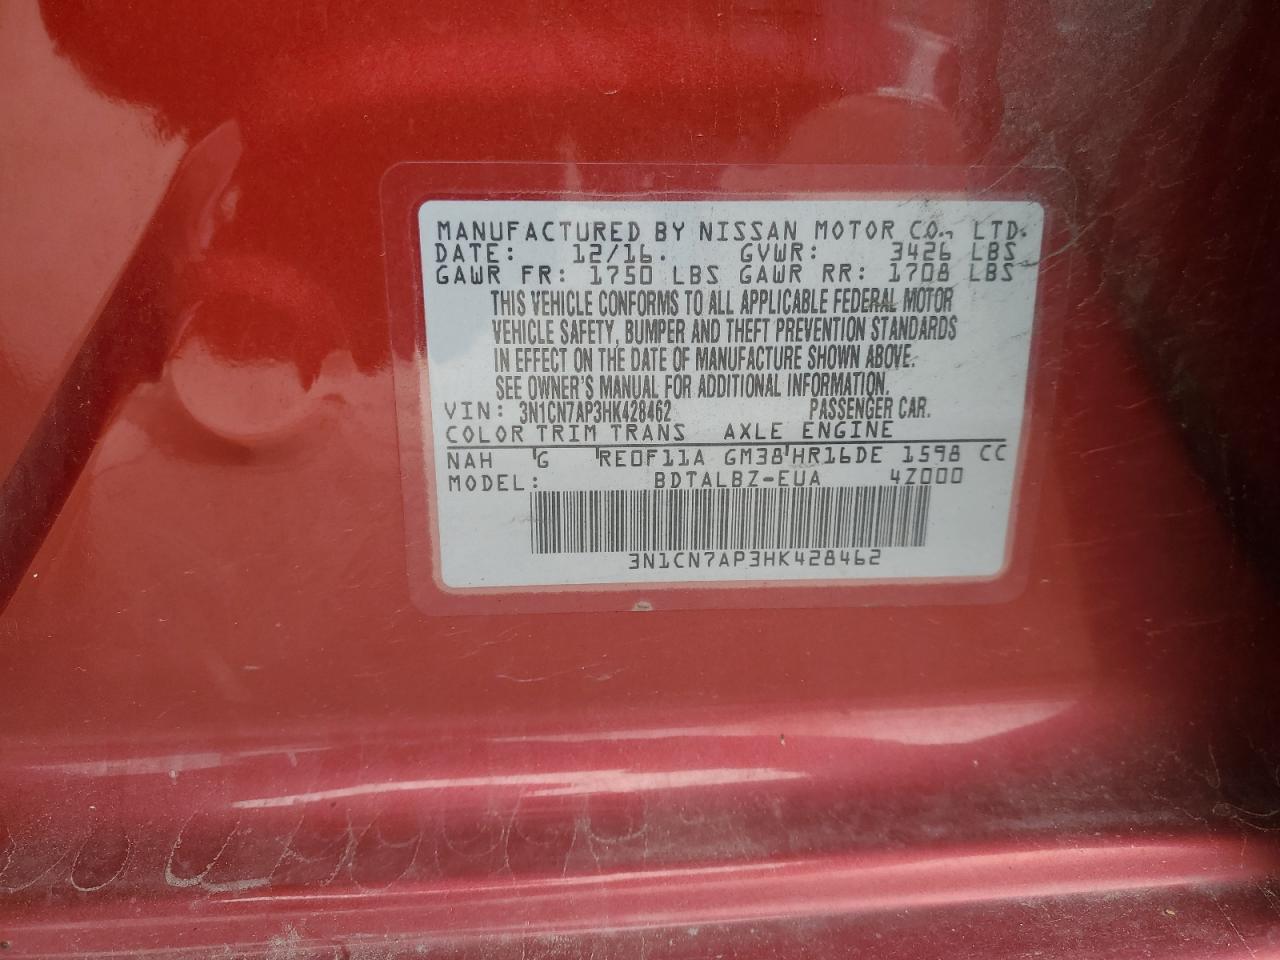 MANUFACTURED BY NISSAN MOTOR CO., LTD.
DATE: 12/16. GVWR: 3426 LBS
GAWR FR: 1750 LBS GAWR RR: 1708 LBS
THIS VEHICLE CONFORMS TO ALL APPLICABLE FEDERAL MOTOR
VEHICLE SAFETY, BUMPER AND THEFT PREVENTION STANDARDS
IN EFFECT ON THE DATE OF MANUFACTURE SHOWN ABOVE.
SEE OWNER'S MANUAL FOR ADDITIONAL INFORMATION.
VIN: 3N1CN7AP3HK428462 PASSENGER CAR.
COLOR TRIM TRANS AXLE ENGINE
NAH G RE0F11A GM38 HR16DE 1598 CC
MODEL: BDTALBZ-EUA 4Z000
3N1CN7AP3HK428462